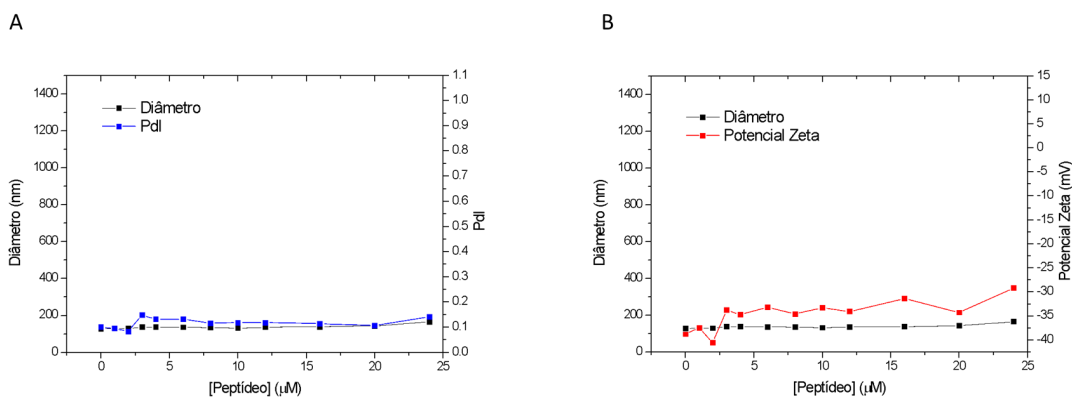 A
B
1400
1200
1000
800
600
400
200
0
Diâmetro (nm)
Diâmetro
PdI
1.1
1.0
0.9
0.8
0.7
0.6
0.5
0.4
0.3
0.2
0.1
0.0
PdI
0 5 10 15 20 25
[Peptídeo] (μM)
1400
1200
1000
800
600
400
200
0
Diâmetro (nm)
Diâmetro
Potencial Zeta
15
10
5
0
-5
-10
-15
-20
-25
-30
-35
-40
Potencial Zeta (mV)
0 5 10 15 20 25
[Peptídeo] (μM)